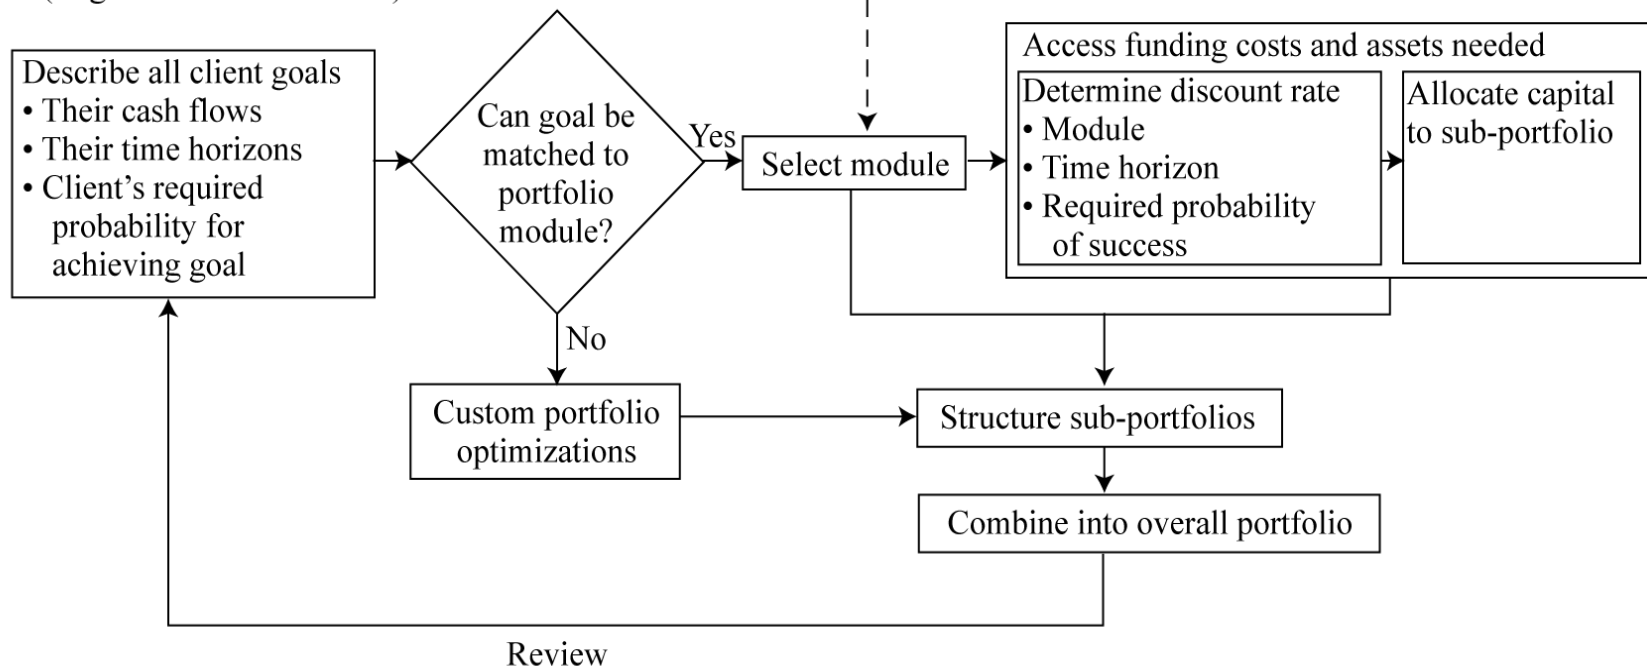 Describe all client goals
• Their cash flows
• Their time horizons
• Client's required
probability for
achieving goal
Can goal be
matched to
portfolio
module?
Yes
No
Select module
Access funding costs and assets needed
Determine discount rate
• Module
• Time horizon
• Required probability
of success
Allocate capital
to sub-portfolio
Custom portfolio
optimizations
Structure sub-portfolios
Combine into overall portfolio
Review